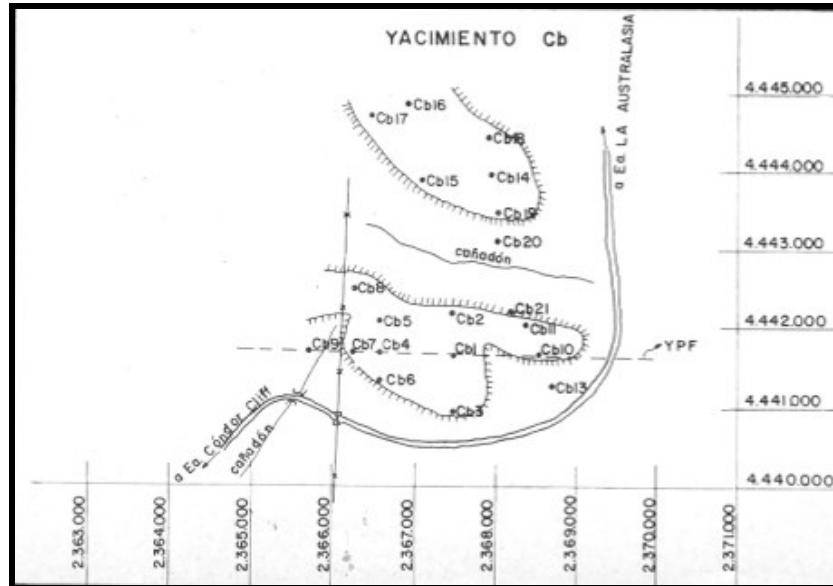 YACIMIENTO Cb
a Ea. LA AUSTRALASIA
4.445.000
Cb16
Cb17
Cb18
4.444.000
Cb15
Cb14
Cb19
Cb20
4.443.000
cañadón
Cb8
Cb5
Cb2
Cb21
Cb11
4.442.000
Cb9
Cb7
Cb4
Cb1
Cb10
YPF
Cb6
Cb13
4.441.000
Cb3
a Ea. Cóndor Cliff
cañadón
4.440.000
2.363.000
2.364.000
2.365.000
2.366.000
2.367.000
2.368.000
2.369.000
2.370.000
2.371.000